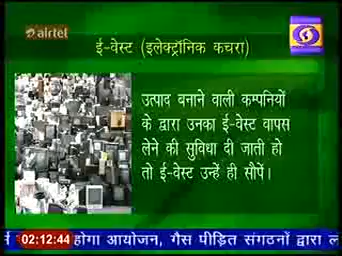 airtel
ई-वेस्ट (इलेक्ट्रॉनिक कचरा)
उत्पाद बनाने वाली कम्पनियों
के द्वारा उनका ई-वेस्ट वापस
लेने की सुविधा दी जाती हो
तो ई-वेस्ट उन्हें ही सौपें।
02:12:44 होगा आयोजन, गैस पीड़ित संगठनों द्वारा